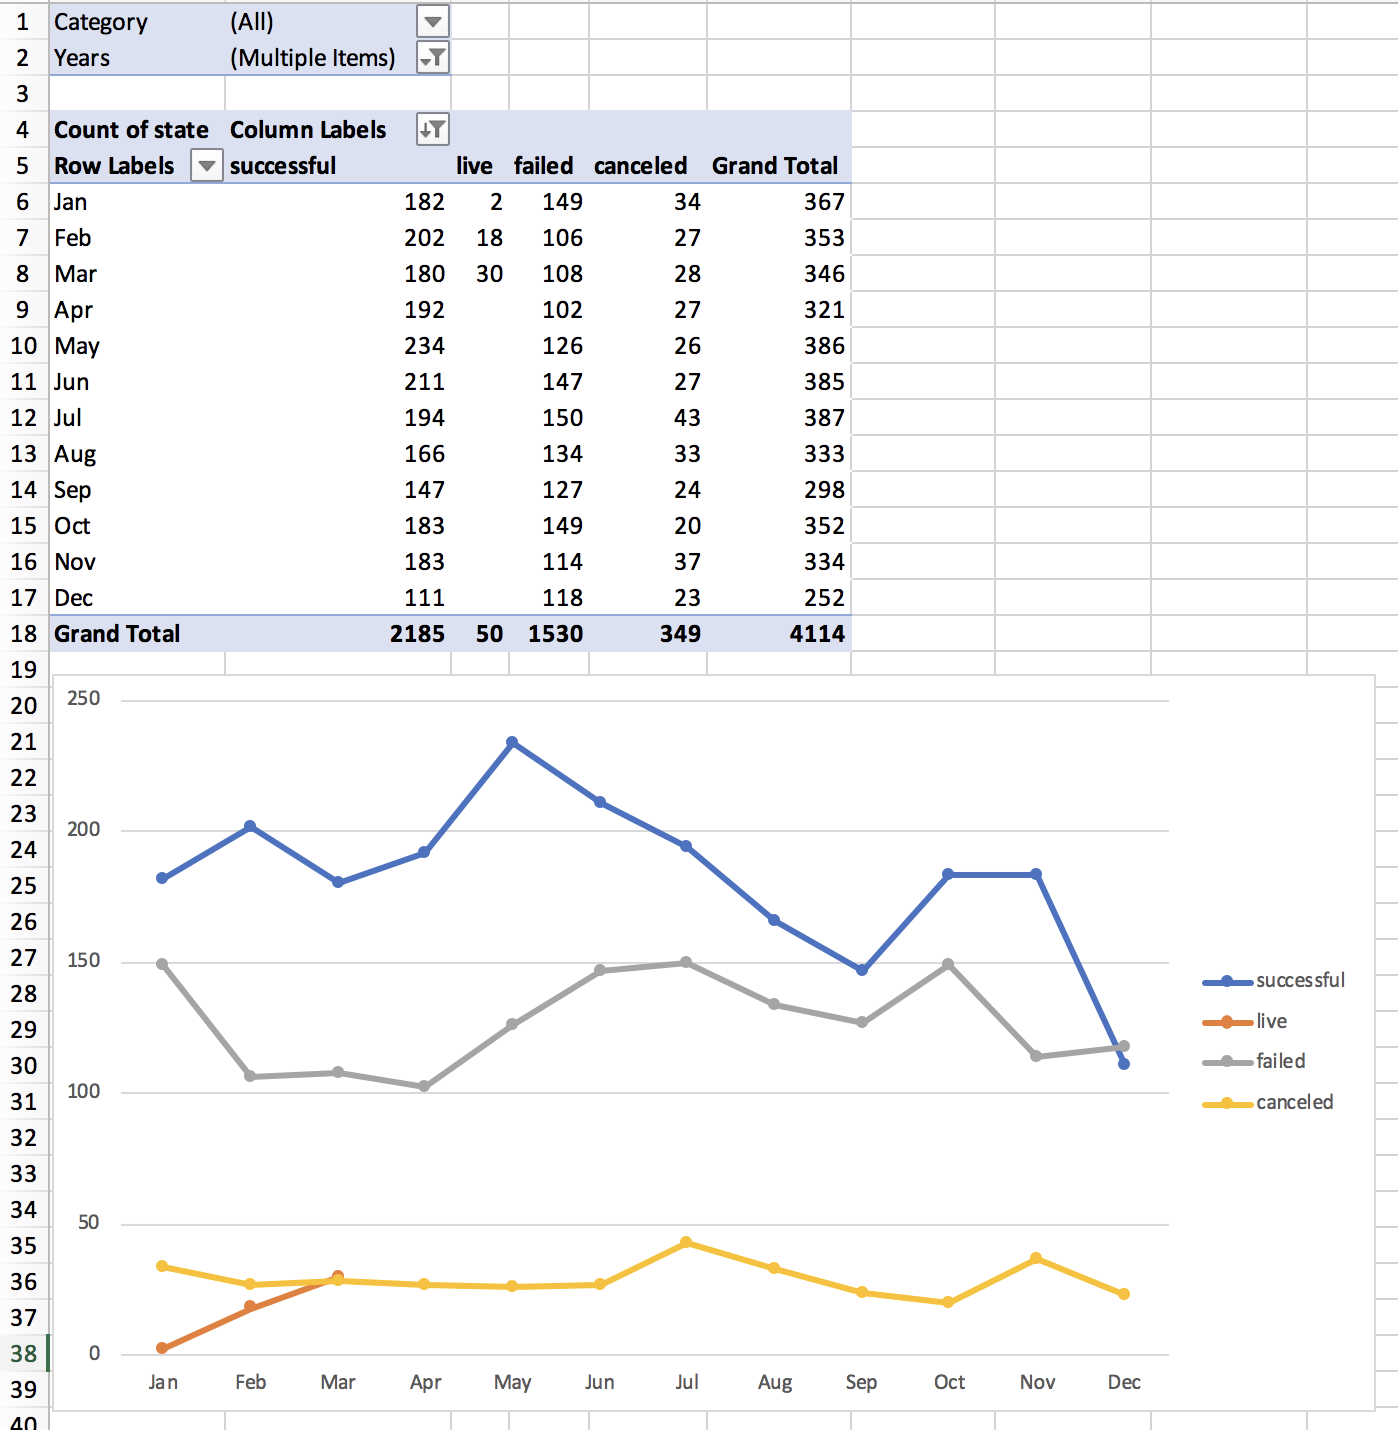 1 Category (All)
2 Years (Multiple Items)
3
4 Count of state Column Labels
5 Row Labels successful live failed canceled Grand Total
6 Jan 182 2 149 34 367
7 Feb 202 18 106 27 353
8 Mar 180 30 108 28 346
9 Apr 192 102 27 321
10 May 234 126 26 386
11 Jun 211 147 27 385
12 Jul 194 150 43 387
13 Aug 166 134 33 333
14 Sep 147 127 24 298
15 Oct 183 149 20 352
16 Nov 183 114 37 334
17 Dec 111 118 23 252
18 Grand Total 2185 50 1530 349 4114
19
20 250
21
22
23
24 200
25
26
27 150
28 successful
29 live
30 failed
31 100 canceled
32
33
34 50
35
36
37
38 0
39 Jan Feb Mar Apr May Jun Jul Aug Sep Oct Nov Dec
40